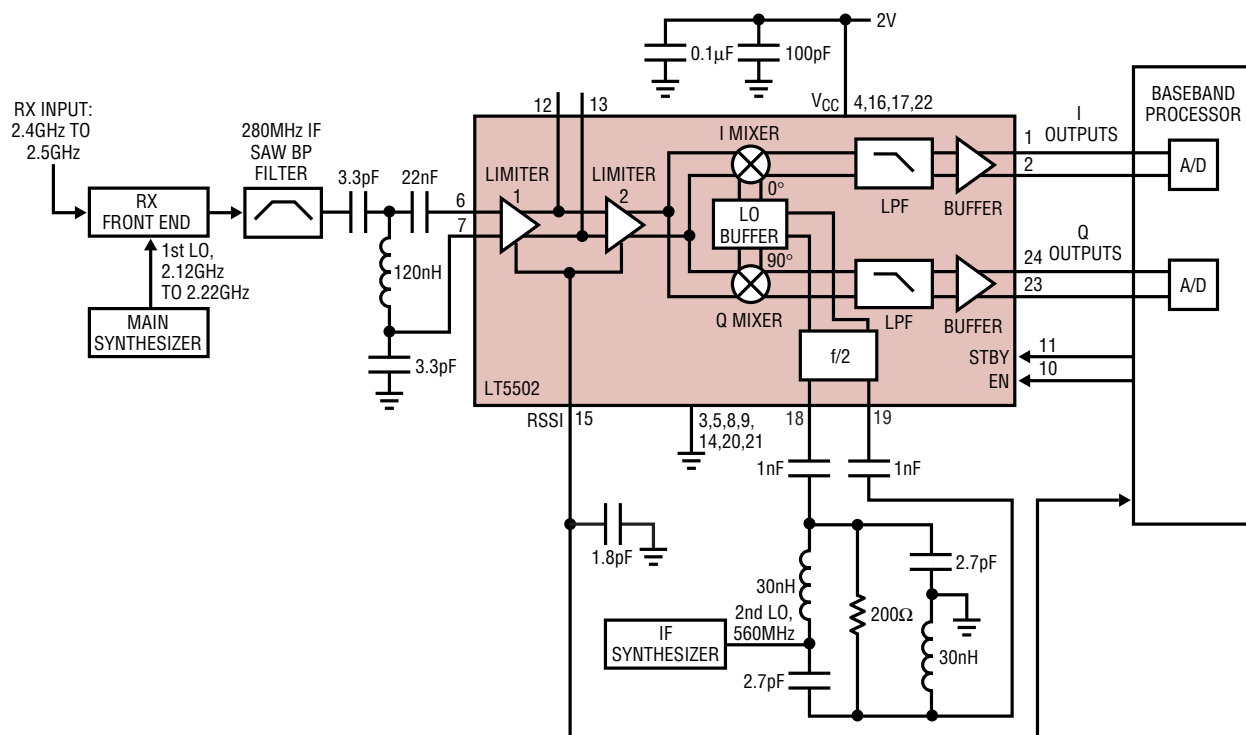 2V
0.1µF
100pF
RX INPUT:
2.4GHz TO
2.5GHz
280MHz IF
SAW BP
FILTER
3.3pF
22nF
RX
FRONT END
1st LO,
2.12GHz
TO 2.22GHz
MAIN
SYNTHESIZER
120nH
3.3pF
12
13
VCC
4,16,17,22
6
7
LIMITER
1
LIMITER
2
I MIXER
0°
LO
BUFFER
90°
Q MIXER
LPF
BUFFER
LPF
BUFFER
f/2
LT5502
STBY
EN
1
2
I
OUTPUTS
24
23
Q
OUTPUTS
11
10
BASEBAND
PROCESSOR
A/D
A/D
RSSI
15
3,5,8,9,
14,20,21
18
19
1nF
1nF
1.8pF
30nH
2nd LO,
560MHz
IF
SYNTHESIZER
2.7pF
200Ω
2.7pF
30nH